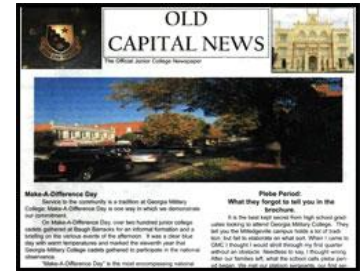 OLD
CAPITAL NEWS
The Official Junior College Newspaper
Make-A-Difference Day
Service to the community is a tradition at Georgia Military
College; Make-A-Difference Day is one way in which we demonstrate
our commitment.
On Make-A-Difference Day, over two hundred junior college
cadets gathered at Baugh Barracks for an informal formation and a
briefing on the various events of the afternoon. It was a clear blue
day with warm temperatures and marked the eleventh year that
Georgia Military College cadets gathered to participate in the national
observance.
"Make-A-Difference Day" is the most encompassing national
Plebe Period:
What they forgot to tell you in the
brochure.
It is the best kept secret from high school grad-
uates looking to attend Georgia Military College. They
tell you the Milledgeville campus holds a lot of tradi-
tion, but fail to elaborate on what sort. When I came to
GMC I thought I would stroll through my first quarter
without an obstacle. Needless to say, I thought wrong.
After our families left, what the school calls plebe peri-
od began. We met our platoon sergeants, our first ser-